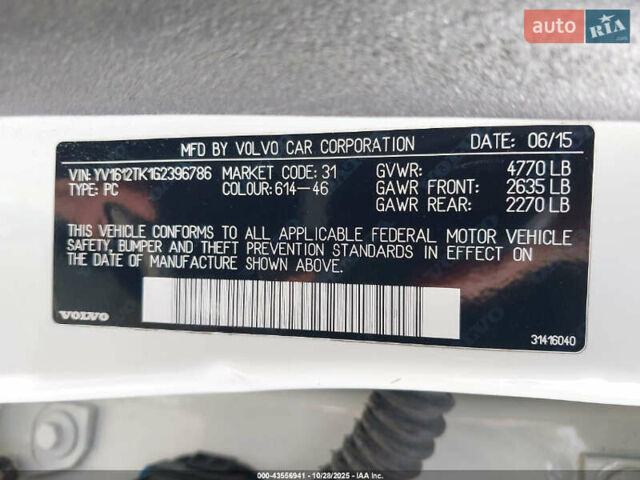 auto RIA
MFD BY VOLVO CAR CORPORATION DATE: 06/15
VIN: YV1612TK1G2396786 MARKET CODE: 31 GVWR: 4770 LB
TYPE: PC COLOUR: 614-46 GAWR FRONT: 2635 LB
GAWR REAR: 2270 LB
THIS VEHICLE CONFORMS TO ALL APPLICABLE FEDERAL MOTOR VEHICLE
SAFETY, BUMPER AND THEFT PREVENTION STANDARDS IN EFFECT ON
THE DATE OF MANUFACTURE SHOWN ABOVE.
VOLVO
31416040
000-43556941 - 10/28/2025 - IAAI.com